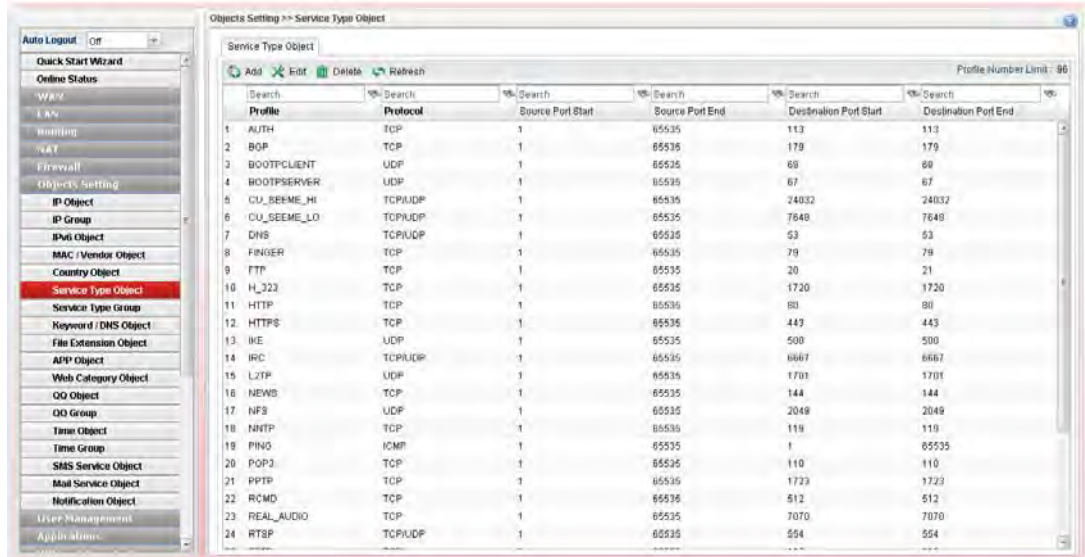 Objects Setting >> Service Type Object
Auto Logout Off
Quick Start Wizard
Online Status
WAN
LAN
Routing
NAT
Firewall
Objects Setting
IP Object
IP Group
IPv6 Object
MAC / Vendor Object
Country Object
Service Type Object
Service Type Group
Keyword / DNS Object
File Extension Object
APP Object
Web Category Object
QQ Object
QQ Group
Time Object
Time Group
SMS Service Object
Mail Service Object
Notification Object
User Management
Applications
Service Type Object
Add Edit Delete Refresh Profile Number Limit : 96
Search Search Search Search Search Search
Profile Protocol Source Port Start Source Port End Destination Port Start Destination Port End
1 AUTH TCP 1 65535 113 113
2 BGP TCP 1 65535 179 179
3 BOOTPCLIENT UDP 1 65535
4 BOOTPSERVER UDP 1 65535 67 67
5 CU_SEEME_HI TCP/UDP 1 65535 24032 24032
6 CU_SEEME_LO TCP/UDP 1 65535 7648 7648
7 DNS TCP/UDP 1 65535 53 53
8 FINGER TCP 1 65535 79 79
9 FTP TCP 1 65535 20 21
10 H_323 TCP 1 65535 1720 1720
11 HTTP TCP 1 65535 80 80
12 HTTPS TCP 1 65535 443 443
13 IKE UDP 1 65535 500 500
14 IRC TCP/UDP 1 65535 6667 6667
15 L2TP UDP 1 65535 1701 1701
16 NEWS TCP 1 65535 144 144
17 NFS UDP 1 65535 2049 2049
18 NNTP TCP 1 65535 119 119
19 PING ICMP 1 65535 1 65535
20 POP3 TCP 1 65535 110 110
21 PPTP TCP 1 65535 1723 1723
22 RCMD TCP 1 65535 512 512
23 REAL_AUDIO TCP 1 65535 7070 7070
24 RTSP TCP/UDP 1 65535 554 554